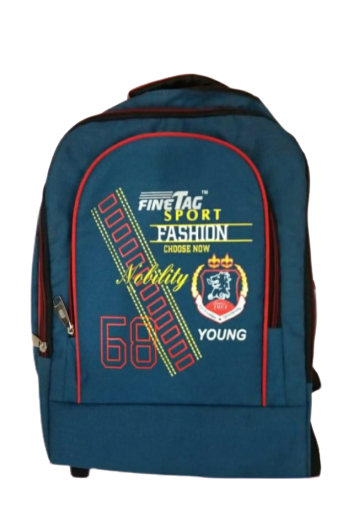 FINETAG™
SPORT
FASHION
CHOOSE NOW
Nobility
68
YOUNG